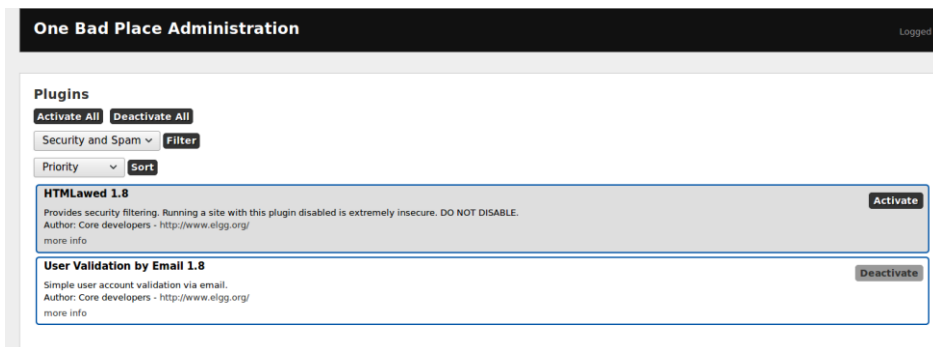 One Bad Place Administration
Logged
Plugins
Activate All Deactivate All
Security and Spam Filter
Priority Sort
HTMLawed 1.8
Activate
Provides security filtering. Running a site with this plugin disabled is extremely insecure. DO NOT DISABLE.
Author: Core developers - http://www.elgg.org/
more info
User Validation by Email 1.8
Deactivate
Simple user account validation via email.
Author: Core developers - http://www.elgg.org/
more info